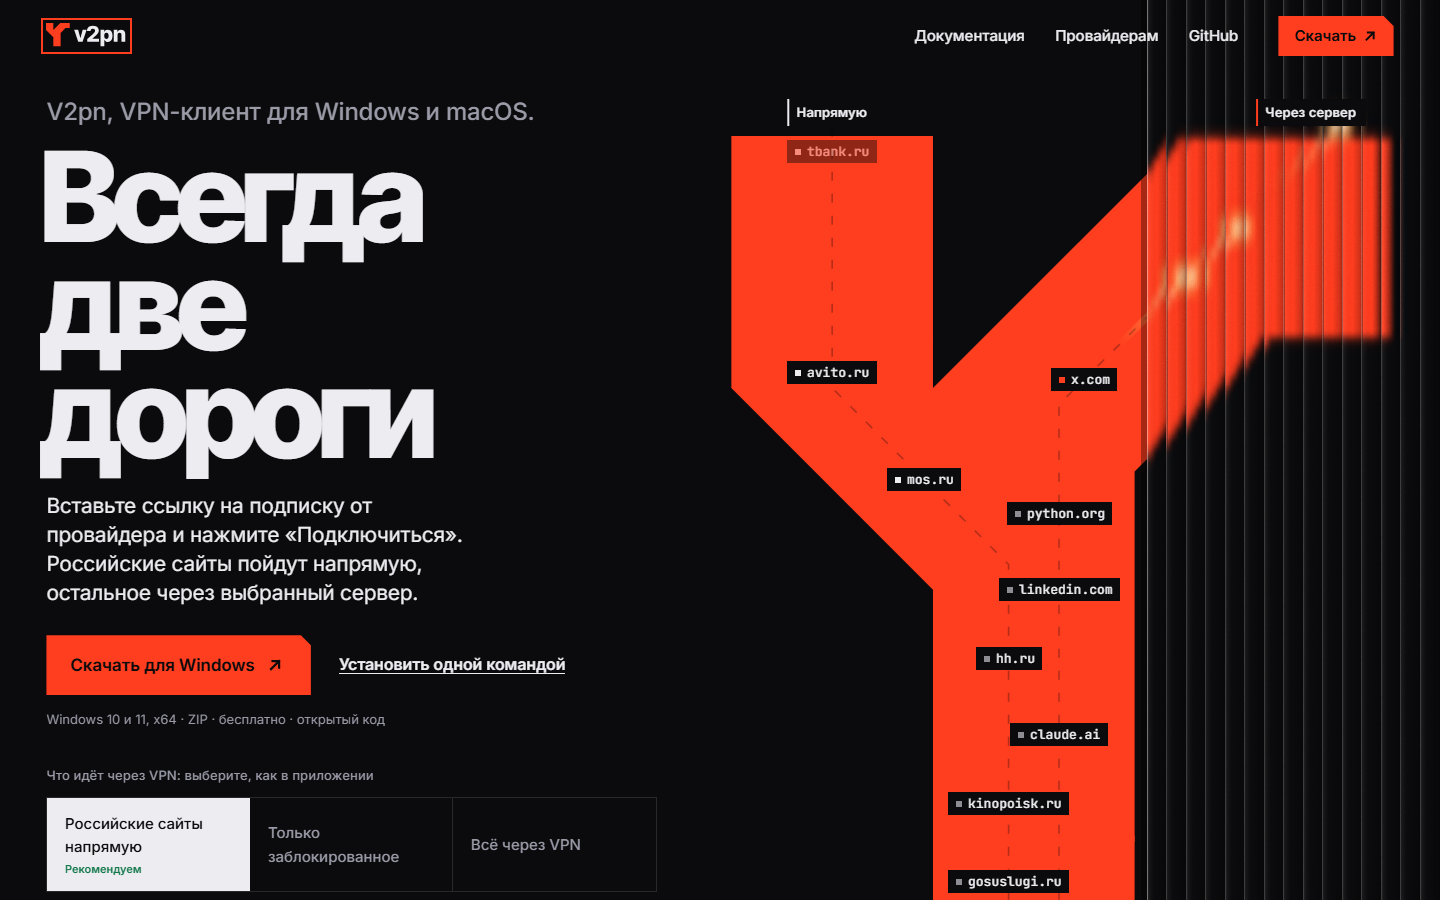 v2pn
Документация
Провайдерам
GitHub
Скачать
V2pn, VPN-клиент для Windows и macOS.
Всегда
две
дороги
Вставьте ссылку на подписку от
провайдера и нажмите «Подключиться».
Российские сайты пойдут напрямую,
остальное через выбранный сервер.
Скачать для Windows
Установить одной командой
Windows 10 и 11, x64 · ZIP · бесплатно · открытый код
Что идёт через VPN: выберите, как в приложении
Российские сайты
напрямую
Рекомендуем
Только
заблокированное
Всё через VPN
Напрямую
Через сервер
tbank.ru
avito.ru
x.com
mos.ru
python.org
linkedin.com
hh.ru
claude.ai
kinopoisk.ru
gosuslugi.ru